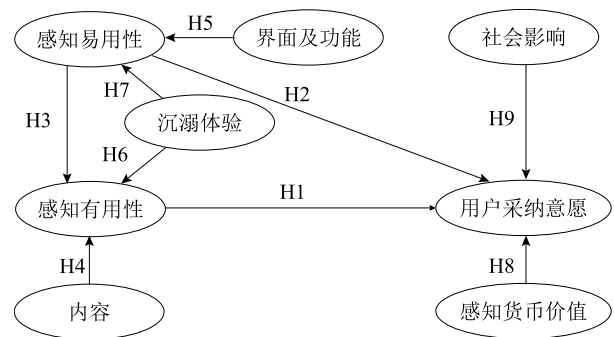 感知易用性
H5
界面及功能
社会影响
H7
H2
H3
沉溺体验
H9
H6
感知有用性
H1
用户采纳意愿
H4
H8
内容
感知货币价值